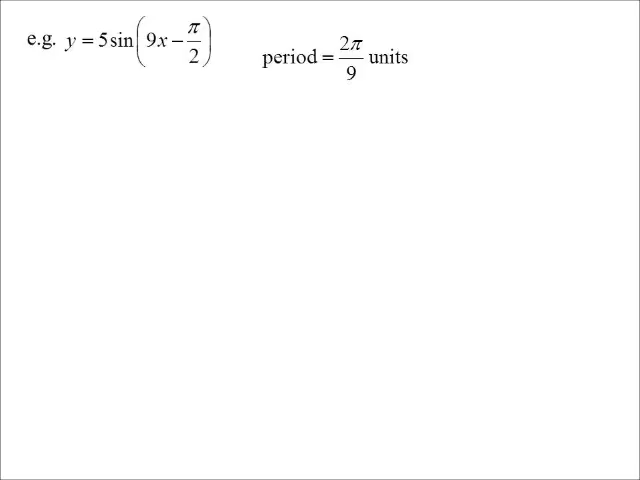 e.g. y = 5sin(9x − π/2)
period = 2π/9 units